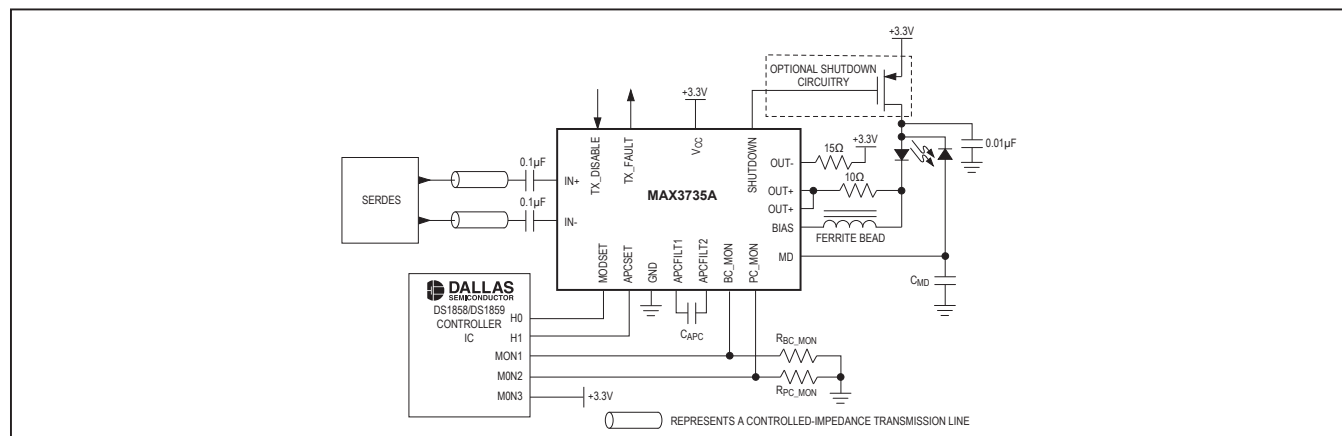 +3.3V
OPTIONAL SHUTDOWN
CIRCUITRY
+3.3V
0.01µF
SERDES
0.1µF
0.1µF
IN+
IN-
TX_DISABLE
TX_FAULT
VCC
SHUTDOWN
MAX3735A
OUT-
OUT+
OUT+
BIAS
MD
15Ω
+3.3V
10Ω
FERRITE BEAD
CMD
MODSET
APCSET
GND
APCFILT1
APCFILT2
BC_MON
PC_MON
CAPC
DALLAS
SEMICONDUCTOR
DS1858/DS1859
CONTROLLER
IC
H0
H1
MON1
M0N2
M0N3
+3.3V
RBC_MON
RPC_MON
REPRESENTS A CONTROLLED-IMPEDANCE TRANSMISSION LINE